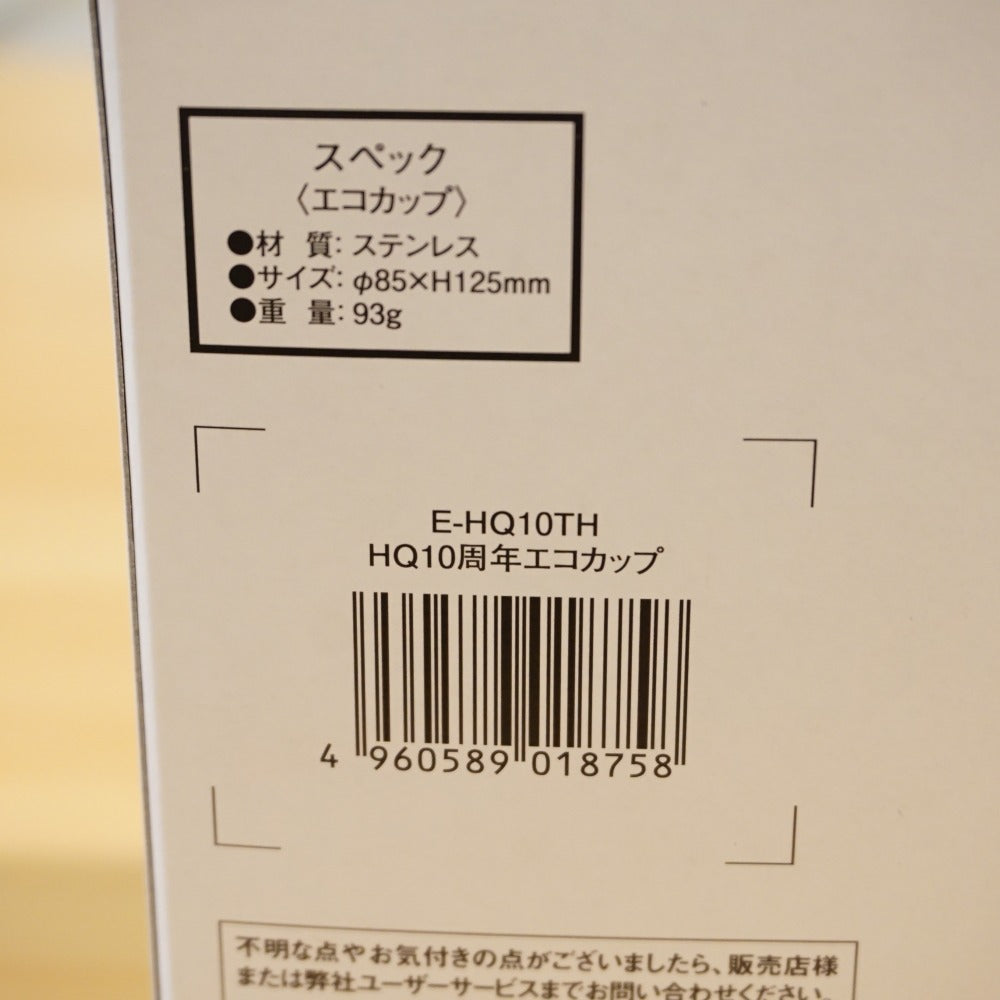 スペック
〈エコカップ〉
●材 質: ステンレス
●サイズ: φ85×H125mm
●重 量: 93g
E-HQ10TH
HQ10周年エコカップ
4 960589 018758
不明な点やお気付きの点がございましたら、販売店様
または弊社ユーザーサービスまでお問い合わせください。